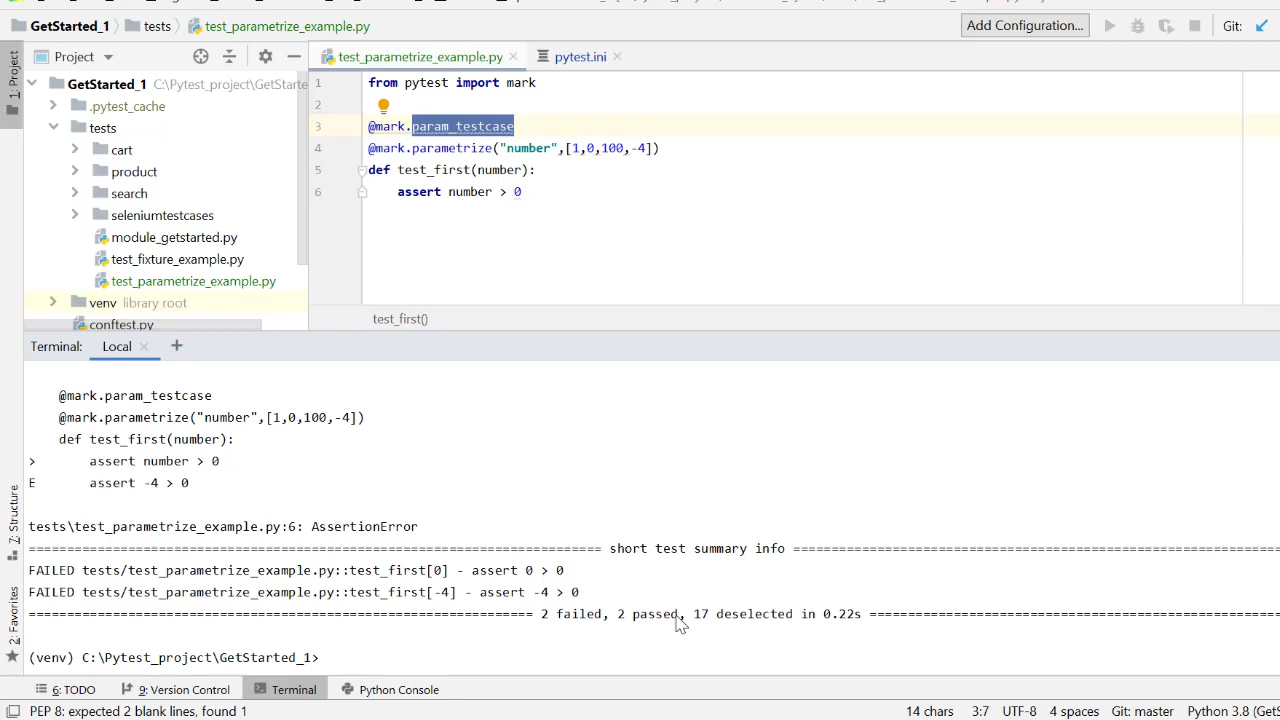 GetStarted_1 tests test_parametrize_example.py Add Configuration... Git:
1: Project
Project
test_parametrize_example.py
pytest.ini
GetStarted_1 C:\Pytest_project\GetStarte
.pytest_cache
tests
cart
product
search
seleniumtestcases
module_getstarted.py
test_fixture_example.py
test_parametrize_example.py
venv library root
conftest.py
1 from pytest import mark
2
3 @mark.param_testcase
4 @mark.parametrize("number",[1,0,100,-4])
5 def test_first(number):
6     assert number > 0
test_first()
Terminal: Local +
    @mark.param_testcase
    @mark.parametrize("number",[1,0,100,-4])
    def test_first(number):
>       assert number > 0
E       assert -4 > 0
tests\test_parametrize_example.py:6: AssertionError
=========================================================================== short test summary info ================================================================
FAILED tests/test_parametrize_example.py::test_first[0] - assert 0 > 0
FAILED tests/test_parametrize_example.py::test_first[-4] - assert -4 > 0
================================================================== 2 failed, 2 passed, 17 deselected in 0.22s ======================================================
(venv) C:\Pytest_project\GetStarted_1>
7: Structure
2: Favorites
6: TODO 9: Version Control Terminal Python Console
PEP 8: expected 2 blank lines, found 1 14 chars 3:7 UTF-8 4 spaces Git: master Python 3.8 (GetS